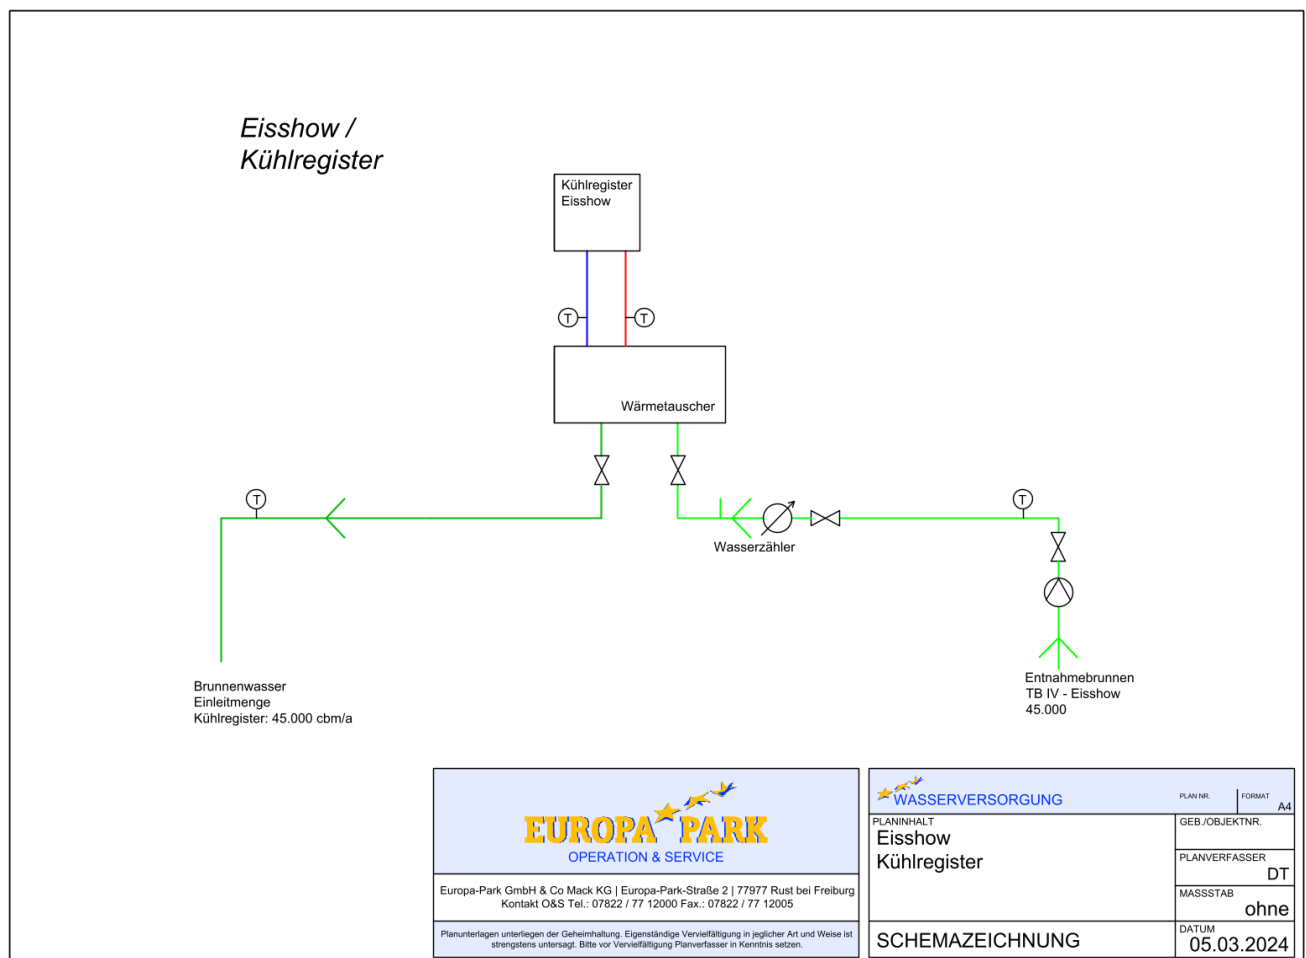 Eisshow /
Kühlregister
Kühlregister
Eisshow
T
T
Wärmetauscher
T
T
Wasserzähler
Brunnenwasser
Einleitmenge
Kühlregister: 45.000 cbm/a
Entnahmebrunnen
TB IV - Eisshow
45.000
EUROPA PARK
OPERATION & SERVICE
Europa-Park GmbH & Co Mack KG | Europa-Park-Straße 2 | 77977 Rust bei Freiburg
Kontakt O&S Tel.: 07822 / 77 12000 Fax.: 07822 / 77 12005
Planunterlagen unterliegen der Geheimhaltung. Eigenständige Vervielfältigung in jeglicher Art und Weise ist
strengstens untersagt. Bitte vor Vervielfältigung Planverfasser in Kenntnis setzen.
WASSERVERSORGUNG
PLAN NR.
FORMAT
A4
PLANINHALT
Eisshow
Kühlregister
GEB./OBJEKTNR.
PLANVERFASSER
DT
MASSSTAB
ohne
SCHEMAZEICHNUNG
DATUM
05.03.2024